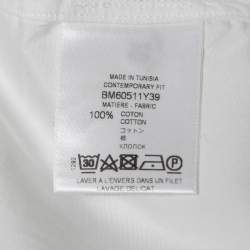 MADE IN TUNISIA
CONTEMPORARY FIT
BM60511Y39
MATIERE - FABRIC
100% COTON
COTTON
コットン
棉
ХЛОПОК
30
P
LAVER A L'ENVERS DANS UN FILET
LAVAGE DELICAT